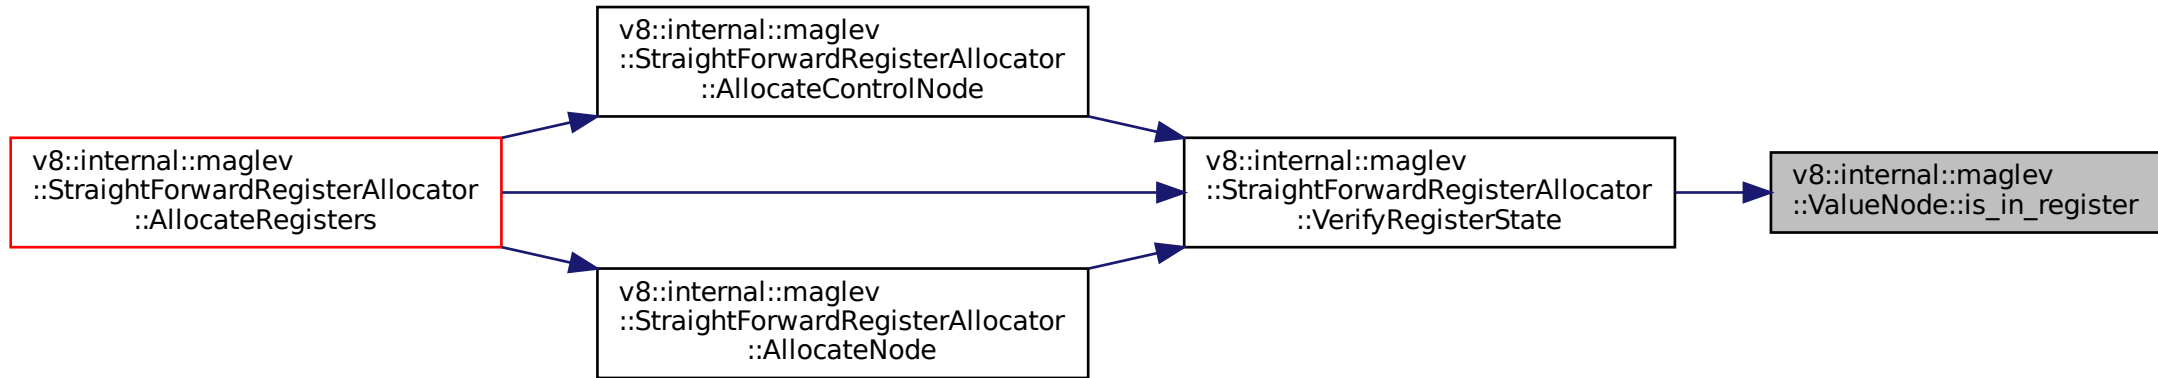 v8::internal::maglev
::StraightForwardRegisterAllocator
::AllocateRegisters
v8::internal::maglev
::StraightForwardRegisterAllocator
::AllocateControlNode
v8::internal::maglev
::StraightForwardRegisterAllocator
::AllocateNode
v8::internal::maglev
::StraightForwardRegisterAllocator
::VerifyRegisterState
v8::internal::maglev
::ValueNode::is_in_register